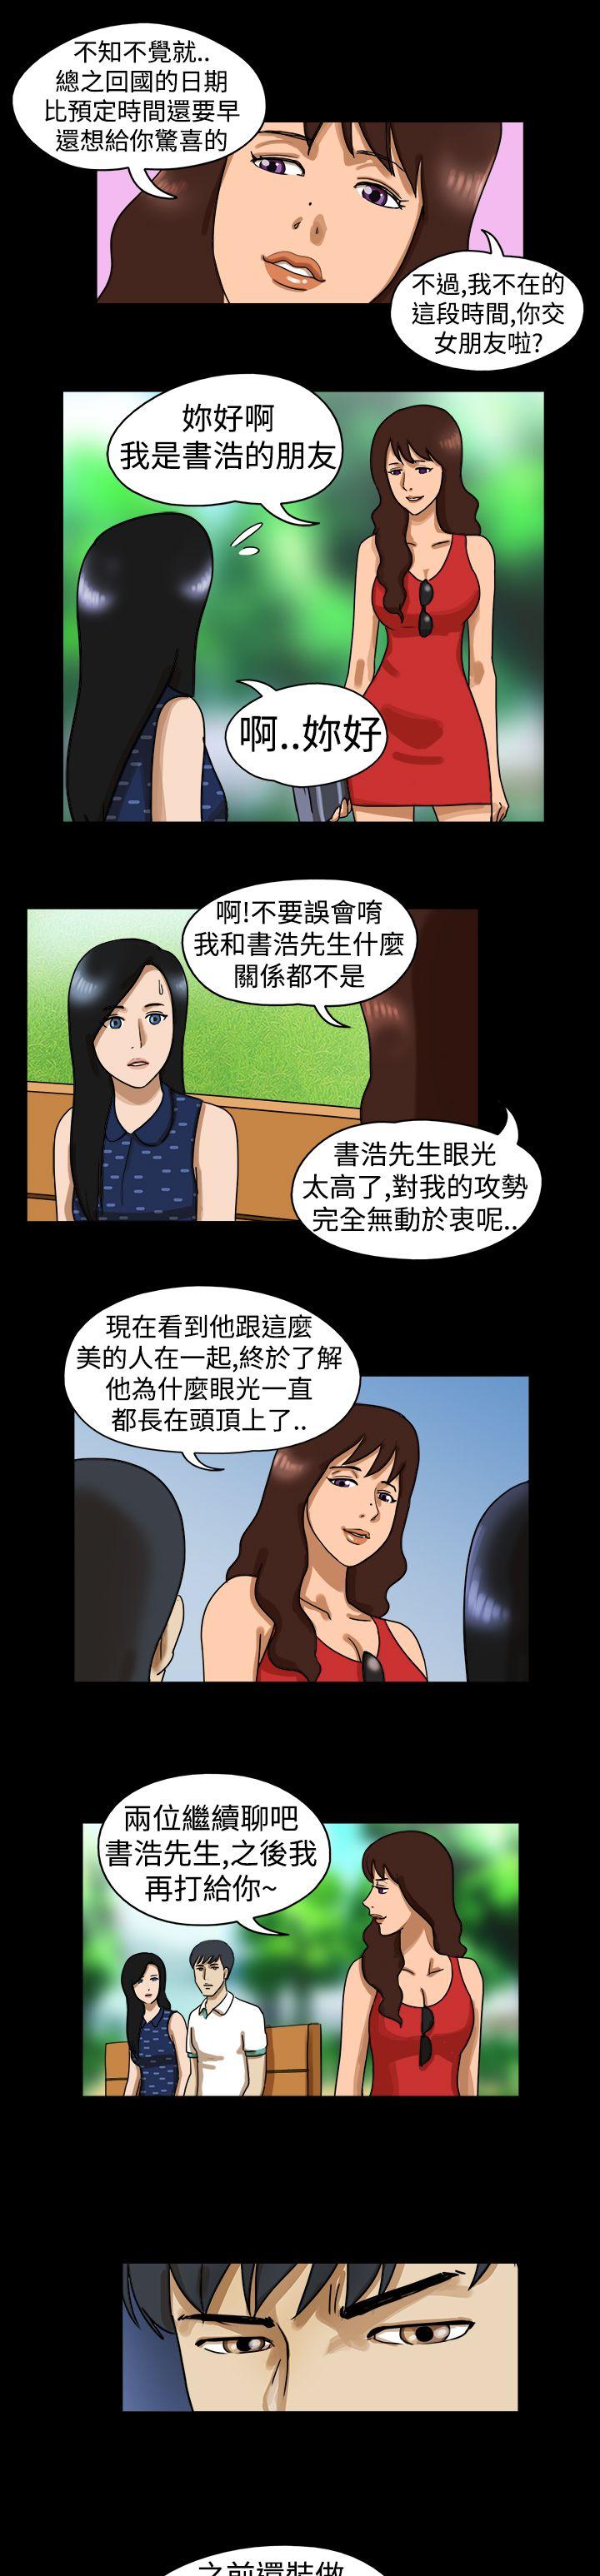 不知不覺就..
總之回國的日期
比預定時間還要早
還想給你驚喜的
不過,我不在的
這段時間,你交
女朋友啦?
妳好啊
我是書浩的朋友
啊..妳好
啊!不要誤會唷
我和書浩先生什麼
關係都不是
書浩先生眼光
太高了,對我的攻勢
完全無動於衷呢..
現在看到他跟這麼
美的人在一起,終於了解
他為什麼眼光一直
都長在頭頂上了..
兩位繼續聊吧
書浩先生,之後我
再打給你~
之前還裝做